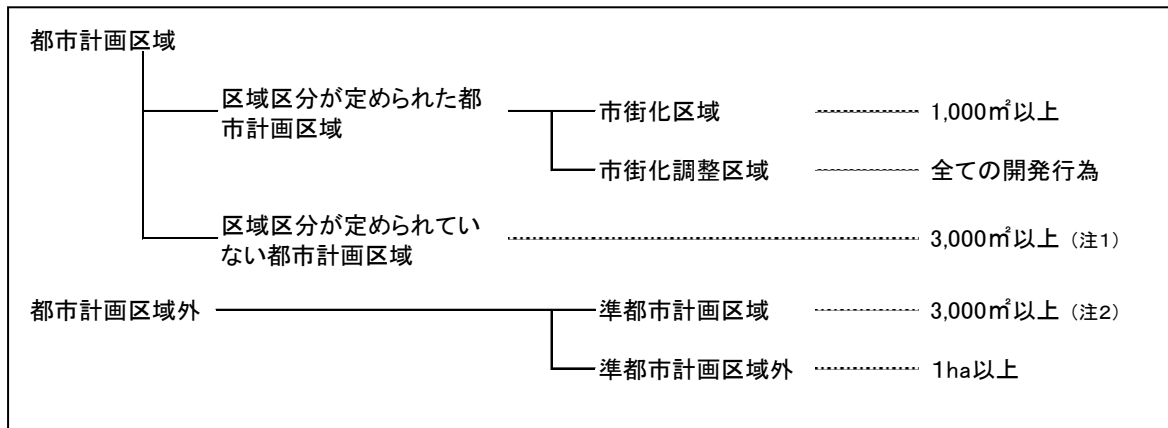 都市計画区域
区域区分が定められた都
市計画区域
市街化区域
1,000㎡以上
市街化調整区域
全ての開発行為
区域区分が定められてい
ない都市計画区域
3,000㎡以上（注1）
都市計画区域外
準都市計画区域
3,000㎡以上（注2）
準都市計画区域外
1ha以上